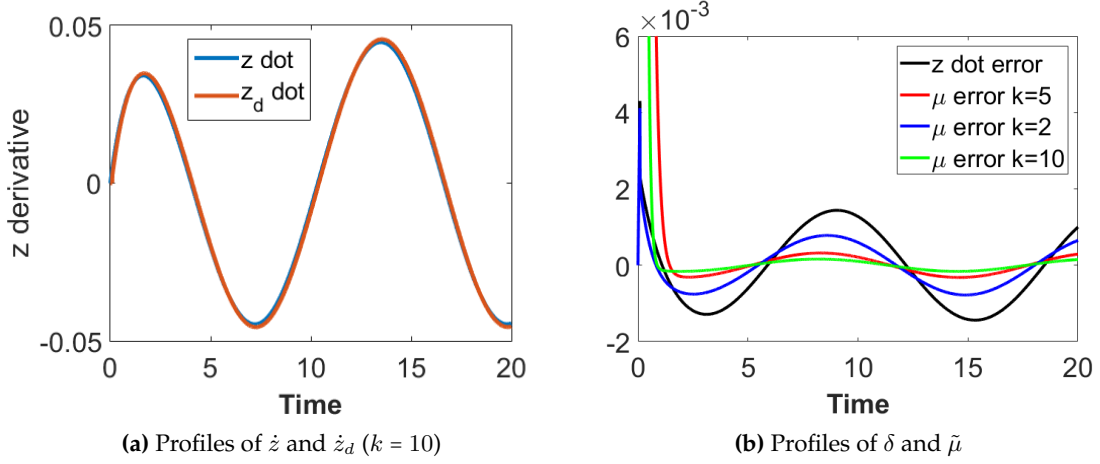 0.05
0
-0.05
z derivative
z dot
z_d dot
0 5 10 15 20
Time
(a) Profiles of ż and ż_d (k = 10)
×10⁻³
6
4
2
0
-2
z dot error
μ error k=5
μ error k=2
μ error k=10
0 5 10 15 20
Time
(b) Profiles of δ and μ̃